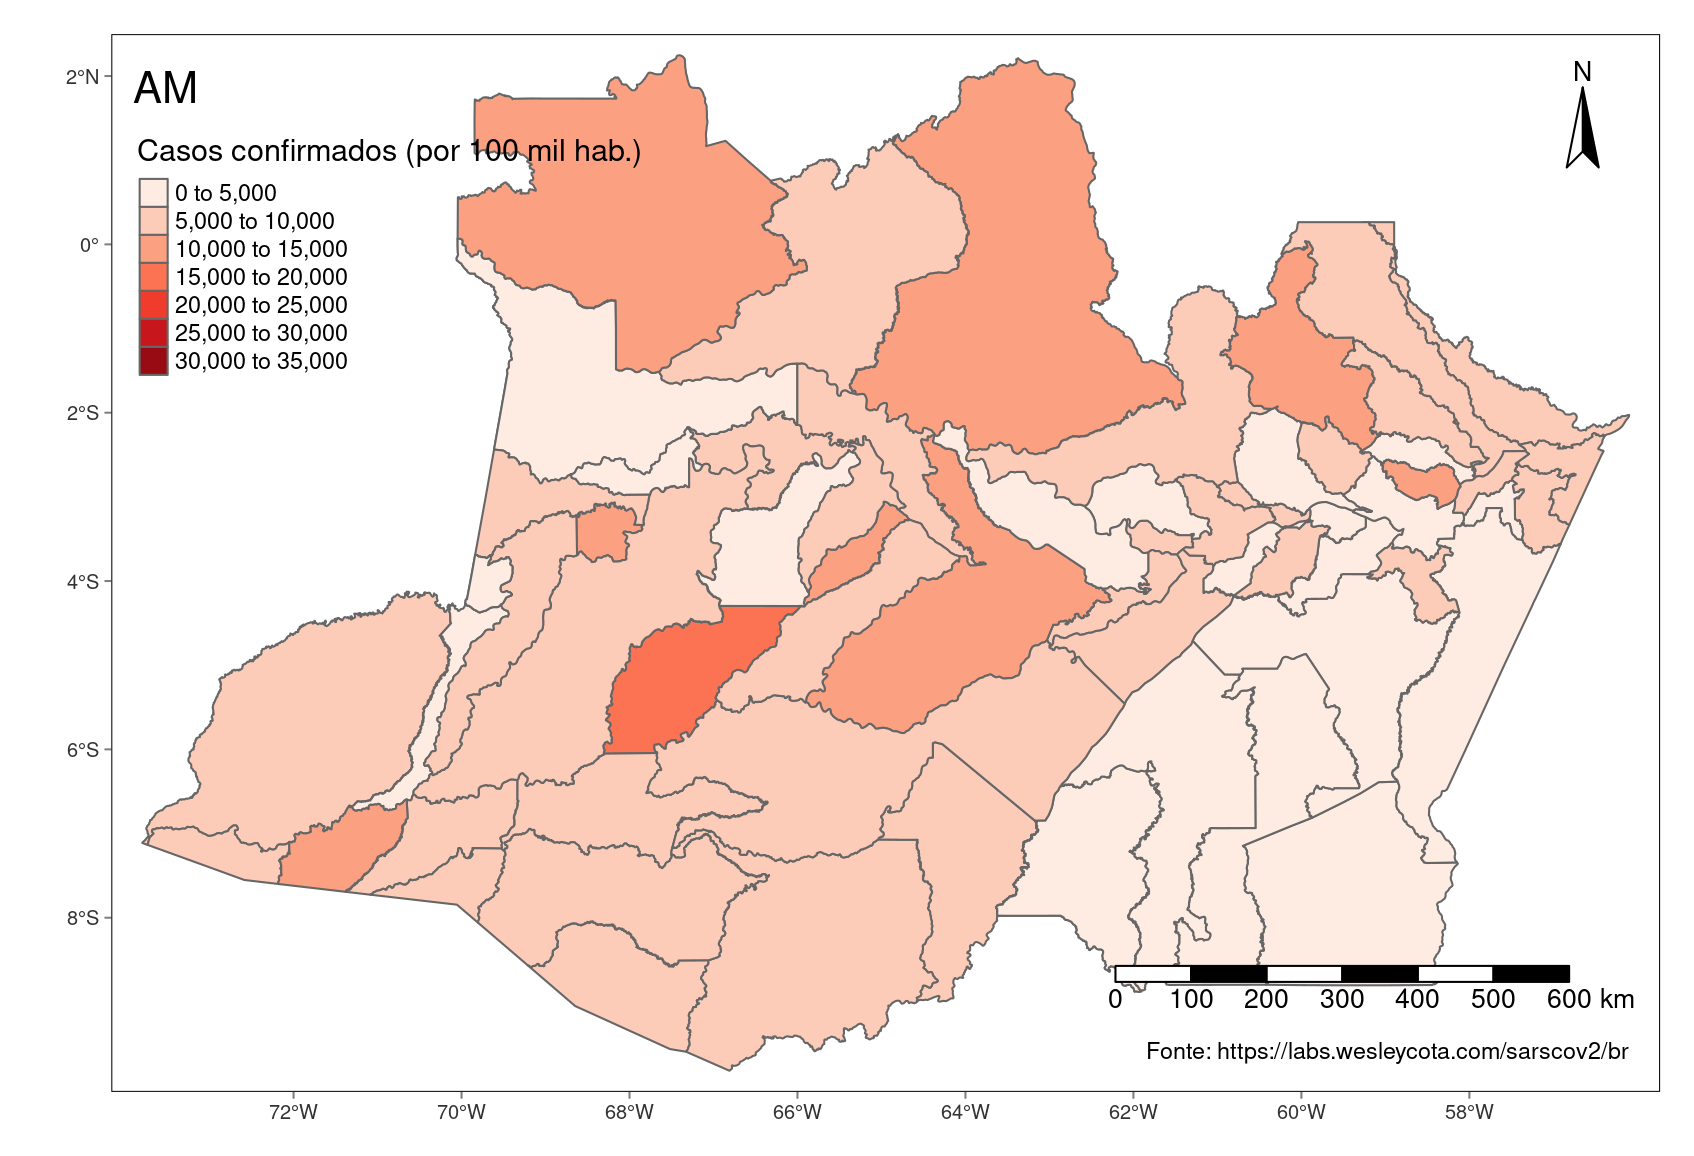 AM
N
Casos confirmados (por 100 mil hab.)
0 to 5,000
5,000 to 10,000
10,000 to 15,000
15,000 to 20,000
20,000 to 25,000
25,000 to 30,000
30,000 to 35,000
2°N
0°
2°S
4°S
6°S
8°S
0 100 200 300 400 500 600 km
Fonte: https://labs.wesleycota.com/sarscov2/br
72°W 70°W 68°W 66°W 64°W 62°W 60°W 58°W